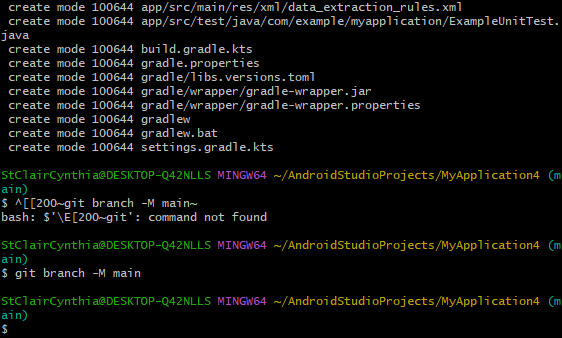 create mode 100644 app/src/main/res/xml/data_extraction_rules.xml
create mode 100644 app/src/test/java/com/example/myapplication/ExampleUnitTest.
java
create mode 100644 build.gradle.kts
create mode 100644 gradle.properties
create mode 100644 gradle/libs.versions.toml
create mode 100644 gradle/wrapper/gradle-wrapper.jar
create mode 100644 gradle/wrapper/gradle-wrapper.properties
create mode 100644 gradlew
create mode 100644 gradlew.bat
create mode 100644 settings.gradle.kts
StClairCynthia@DESKTOP-Q42NLLS MINGW64 ~/AndroidStudioProjects/MyApplication4 (m
ain)
$ ^[[200~git branch -M main~
bash: $'\E[200~git': command not found
StClairCynthia@DESKTOP-Q42NLLS MINGW64 ~/AndroidStudioProjects/MyApplication4 (m
ain)
$ git branch -M main
StClairCynthia@DESKTOP-Q42NLLS MINGW64 ~/AndroidStudioProjects/MyApplication4 (m
ain)
$